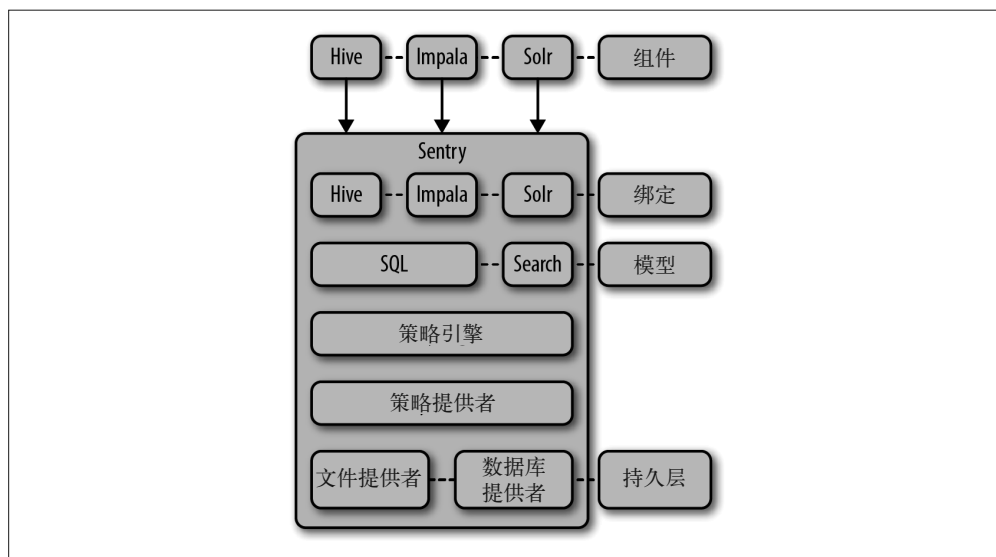 Hive
Impala
Solr
组件
Sentry
Hive
Impala
Solr
绑定
SQL
Search
模型
策略引擎
策略提供者
文件提供者
数据库
提供者
持久层